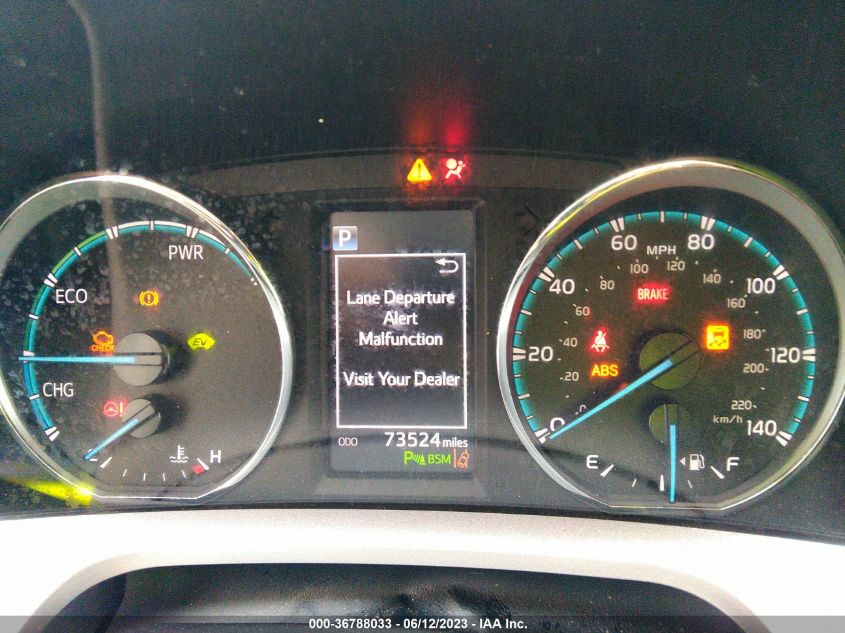 PWR
ECO
CHECK
EV
CHG
H
P
Lane Departure
Alert
Malfunction
Visit Your Dealer
ODO 73524 miles
P BSM
MPH
0 20 40 60 80 100 120 140
20 40 60 80 100 120 140 160 180 200 220
km/h
BRAKE
ABS
E F
000-36788033 - 06/12/2023 - IAA Inc.